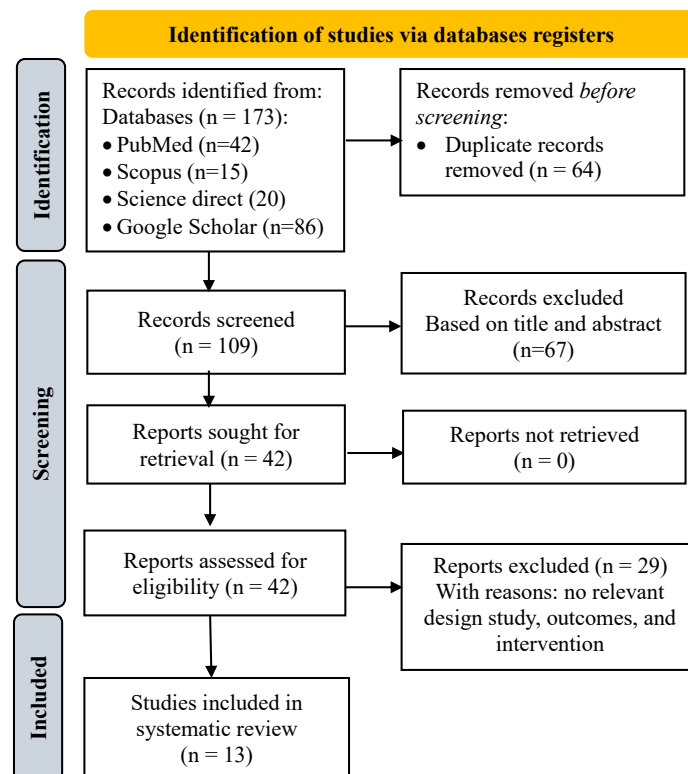 Identification of studies via databases registers
Identification
Records identified from:
Databases (n = 173):
• PubMed (n=42)
• Scopus (n=15)
• Science direct (20)
• Google Scholar (n=86)
Records removed before
screening:
• Duplicate records
removed (n = 64)
Screening
Records screened
(n = 109)
Records excluded
Based on title and abstract
(n=67)
Reports sought for
retrieval (n = 42)
Reports not retrieved
(n = 0)
Reports assessed for
eligibility (n = 42)
Reports excluded (n = 29)
With reasons: no relevant
design study, outcomes, and
intervention
Included
Studies included in
systematic review
(n = 13)